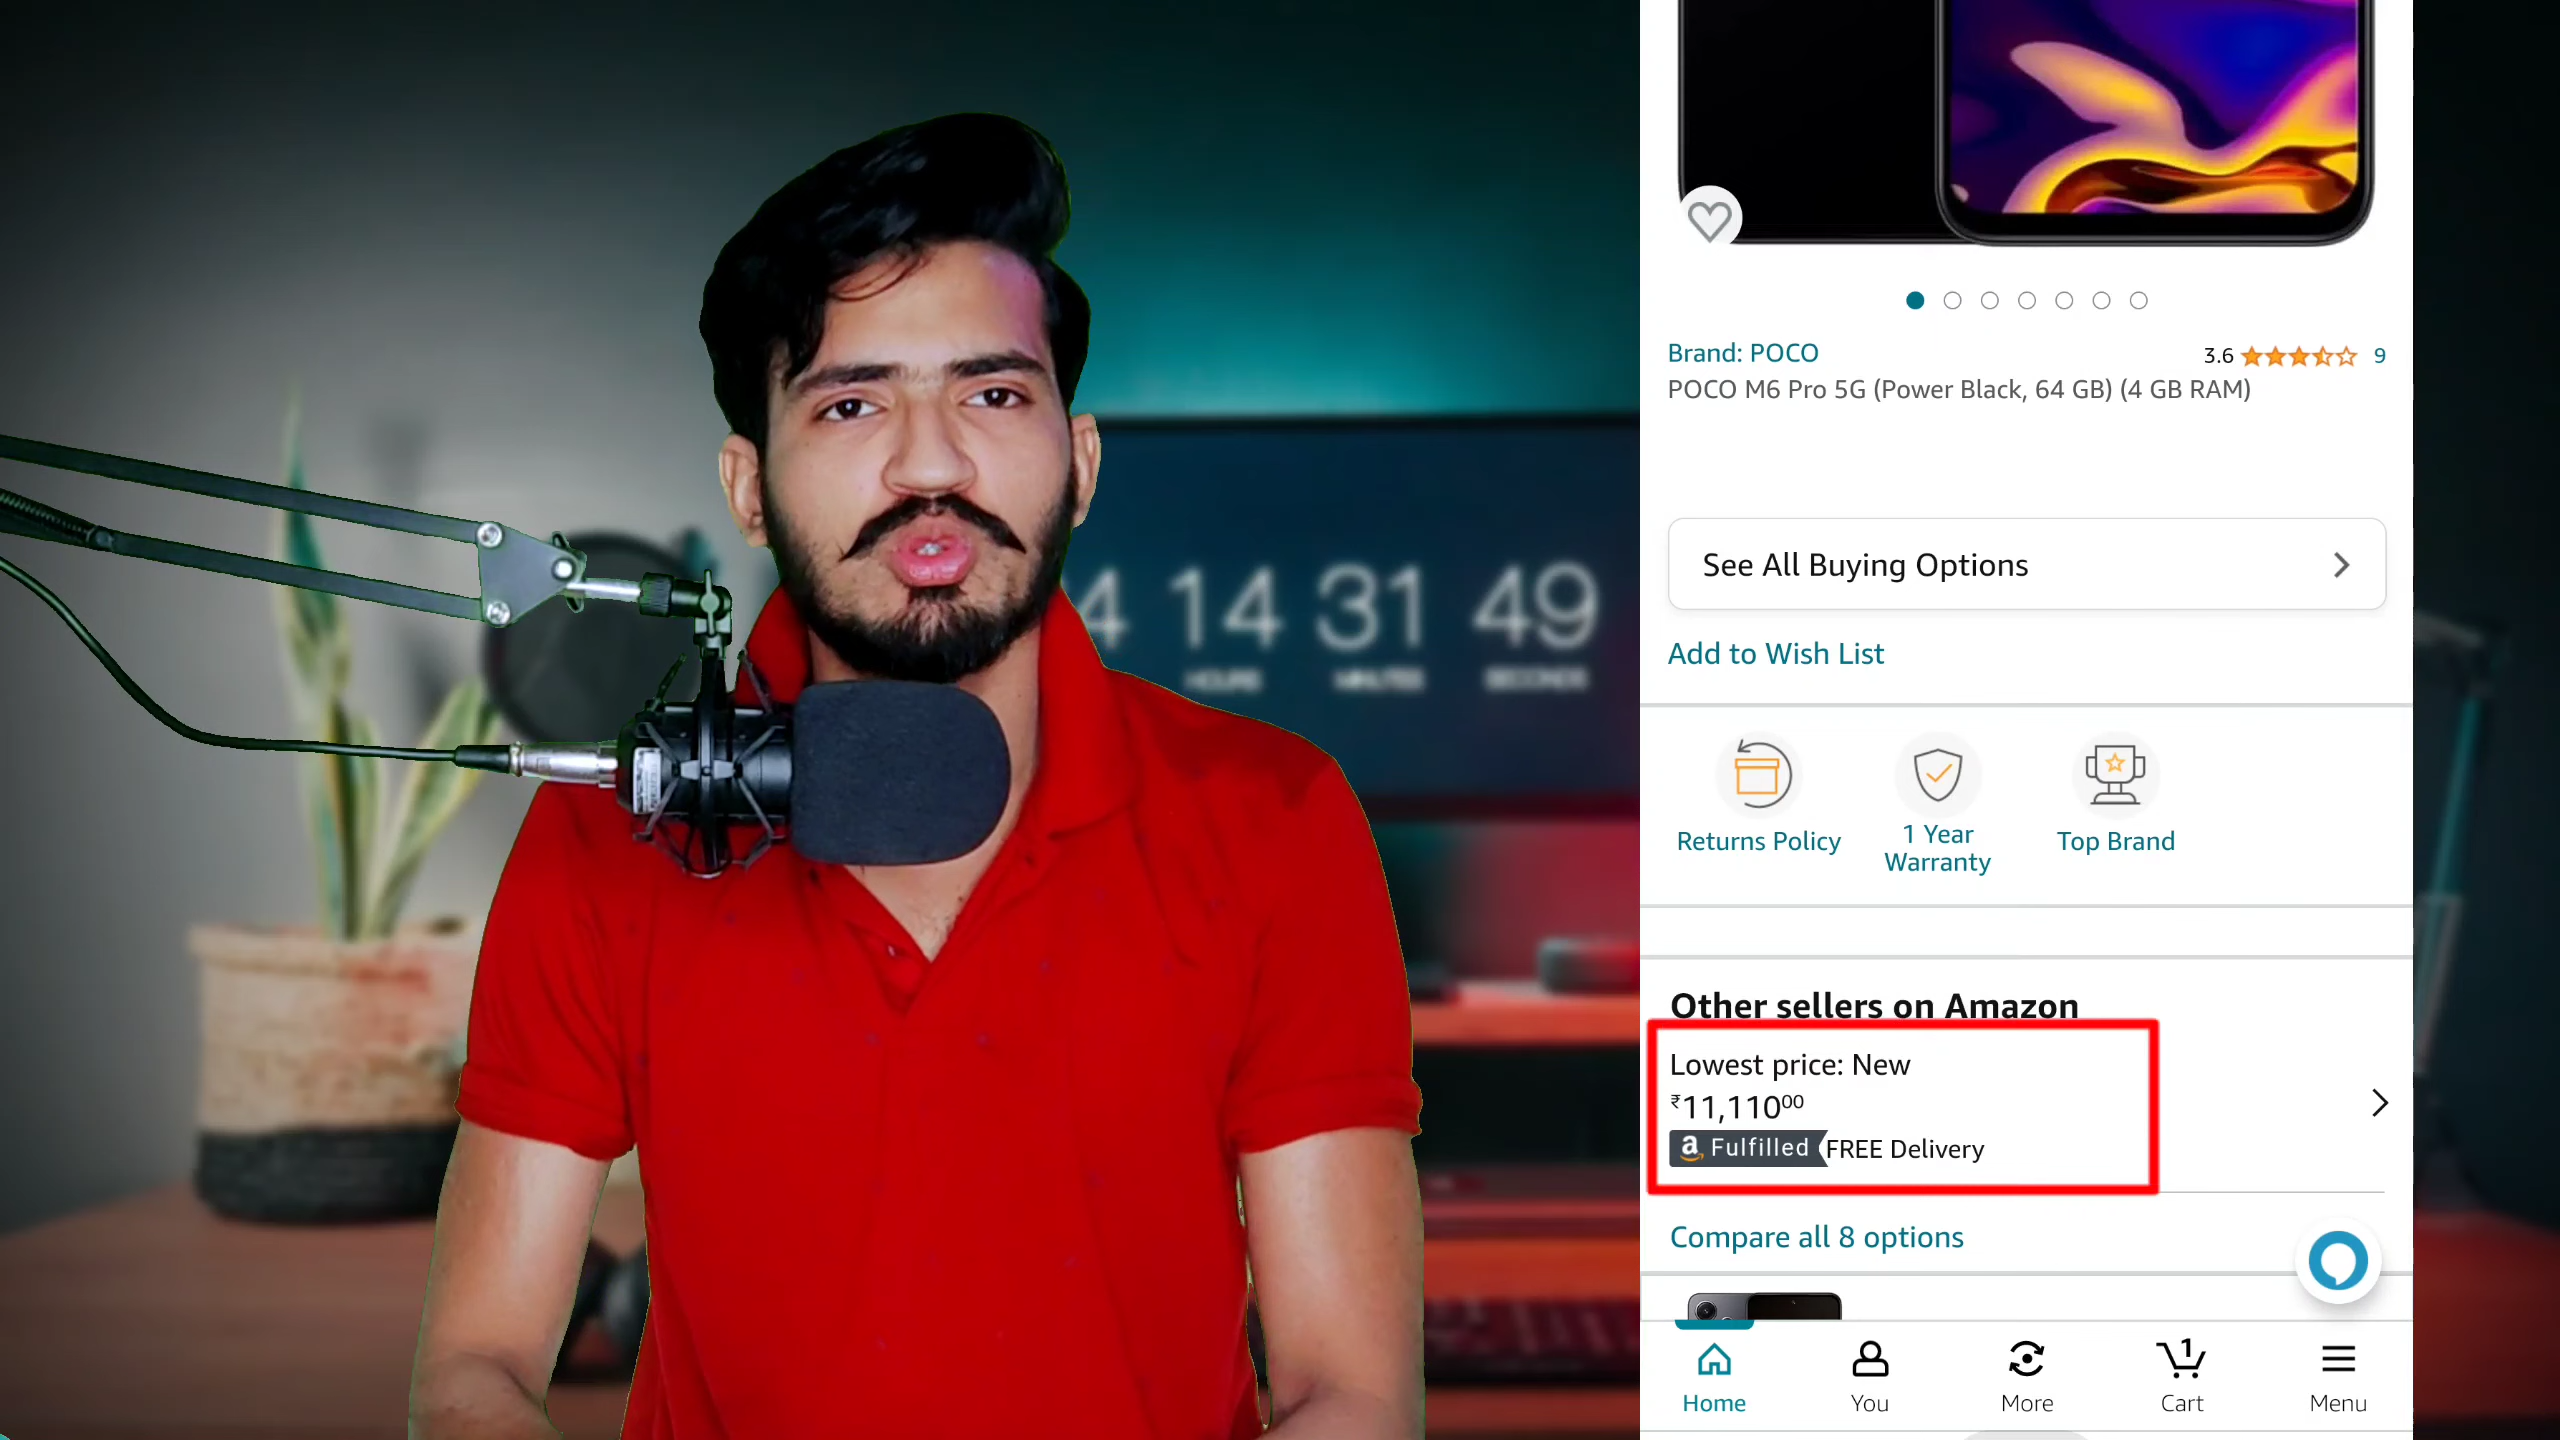 4 14 31 49
HOURS MINUTES SECONDS
Brand: POCO
3.6 9
POCO M6 Pro 5G (Power Black, 64 GB) (4 GB RAM)
See All Buying Options
Add to Wish List
Returns Policy
1 Year
Warranty
Top Brand
Other sellers on Amazon
Lowest price: New
₹11,110⁰⁰
a Fulfilled FREE Delivery
Compare all 8 options
1
Home You More Cart Menu